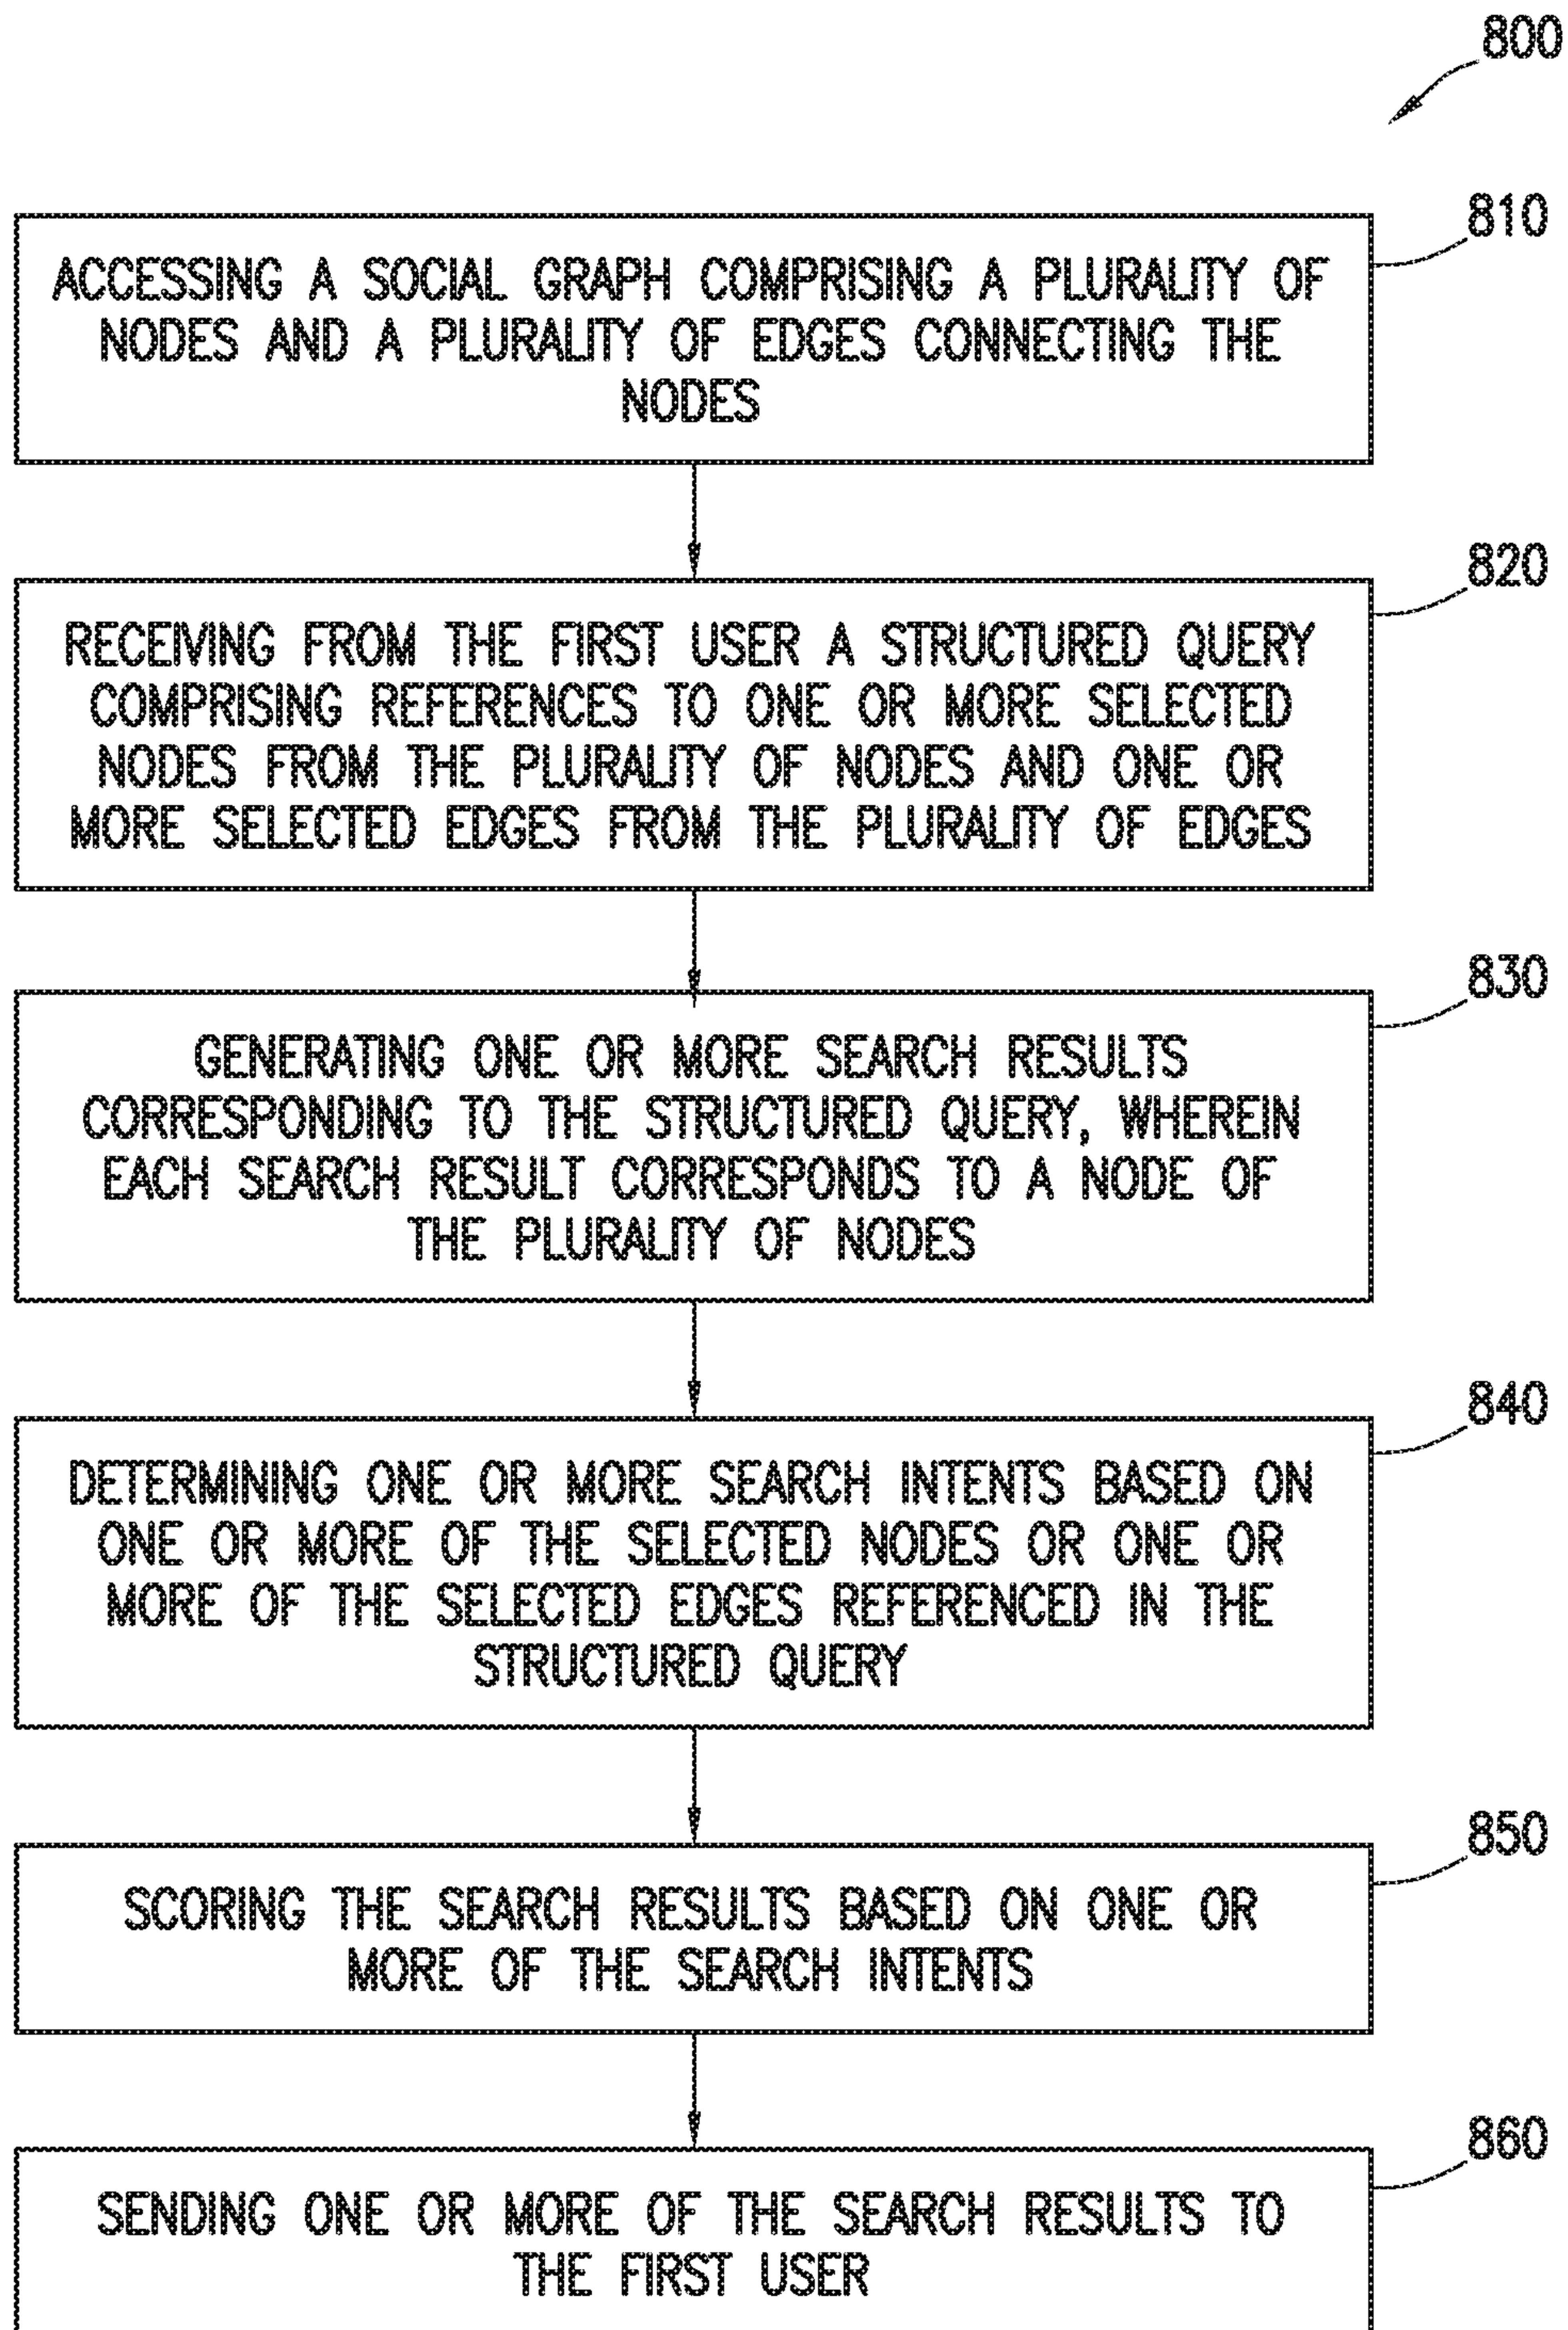 800
810
ACCESSING A SOCIAL GRAPH COMPRISING A PLURALITY OF
NODES AND A PLURALITY OF EDGES CONNECTING THE
NODES
820
RECEIVING FROM THE FIRST USER A STRUCTURED QUERY
COMPRISING REFERENCES TO ONE OR MORE SELECTED
NODES FROM THE PLURALITY OF NODES AND ONE OR
MORE SELECTED EDGES FROM THE PLURALITY OF EDGES
830
GENERATING ONE OR MORE SEARCH RESULTS
CORRESPONDING TO THE STRUCTURED QUERY, WHEREIN
EACH SEARCH RESULT CORRESPONDS TO A NODE OF
THE PLURALITY OF NODES
840
DETERMINING ONE OR MORE SEARCH INTENTS BASED ON
ONE OR MORE OF THE SELECTED NODES OR ONE OR
MORE OF THE SELECTED EDGES REFERENCED IN THE
STRUCTURED QUERY
850
SCORING THE SEARCH RESULTS BASED ON ONE OR
MORE OF THE SEARCH INTENTS
860
SENDING ONE OR MORE OF THE SEARCH RESULTS TO
THE FIRST USER